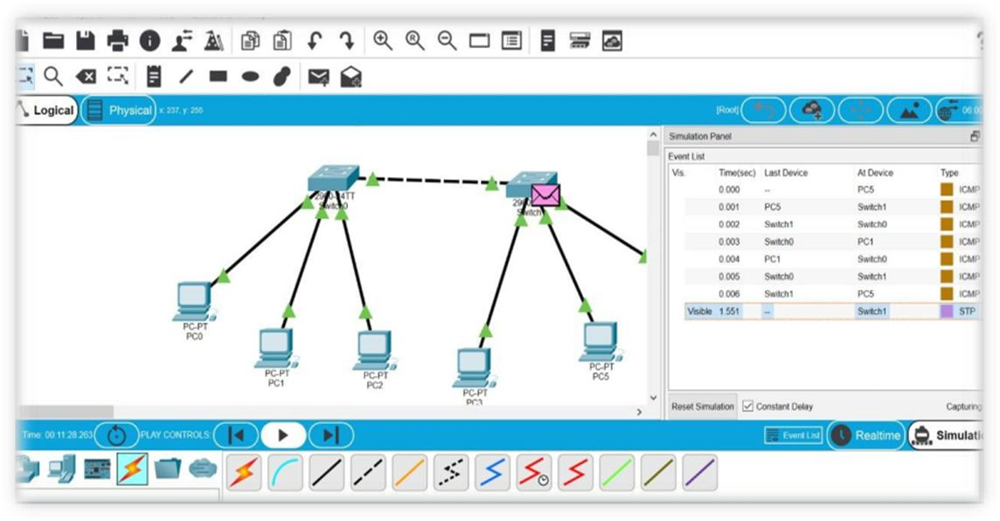 Logical Physical x: 237, y: 255 [Root] 06:00
Simulation Panel
Event List
Vis. Time(sec) Last Device At Device Type
0.000 -- PC5 ICMP
0.001 PC5 Switch1 ICMP
0.002 Switch1 Switch0 ICMP
0.003 Switch0 PC1 ICMP
0.004 PC1 Switch0 ICMP
0.005 Switch0 Switch1 ICMP
0.006 Switch1 PC5 ICMP
Visible 1.551 -- Switch1 STP
Switch0
Switch
PC-PT
PC0
PC-PT
PC1
PC-PT
PC2
PC-PT
PC3
PC-PT
PC5
Reset Simulation Constant Delay Capturing
Time: 00:11:28.263 PLAY CONTROLS: Event List Realtime Simulati